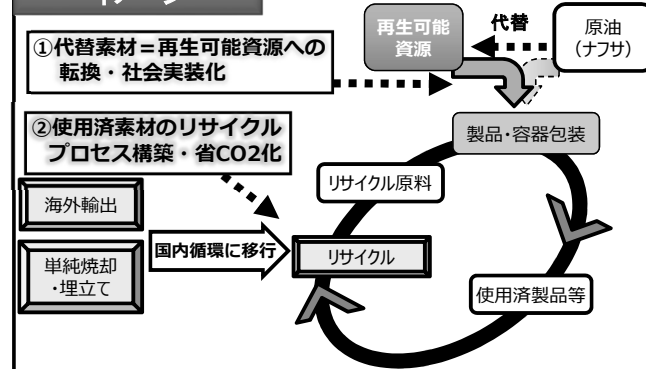 再生可能
資源
代替
原油
(ナフサ)
①代替素材＝再生可能資源への
転換・社会実装化
②使用済素材のリサイクル
プロセス構築・省CO2化
製品・容器包装
リサイクル原料
海外輸出
国内循環に移行
リサイクル
単純焼却
・埋立て
使用済製品等